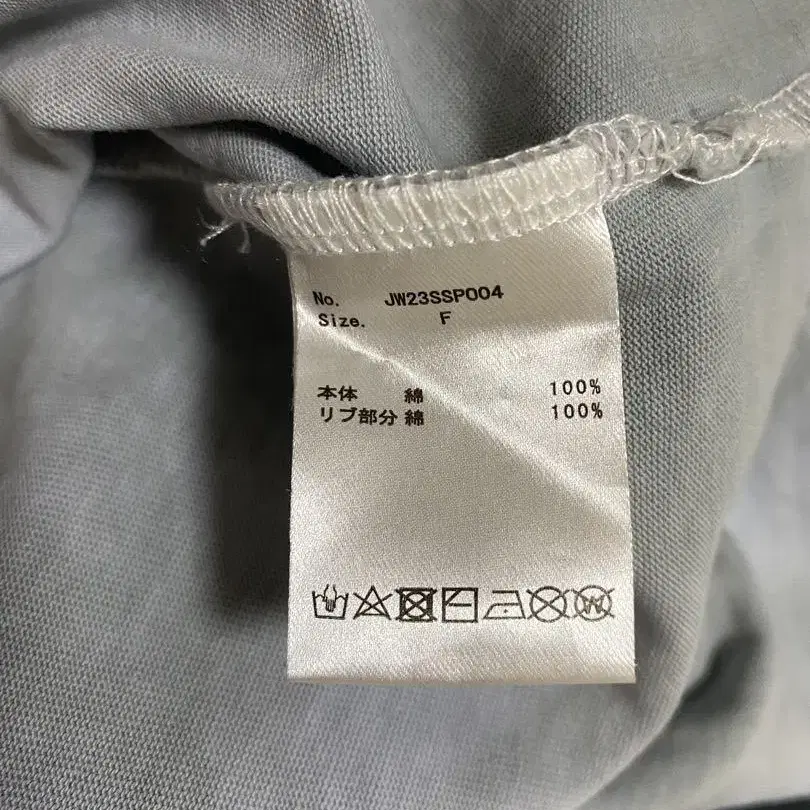 No. JW23SSP004
Size. F
本体 綿 100%
リブ部分 綿 100%